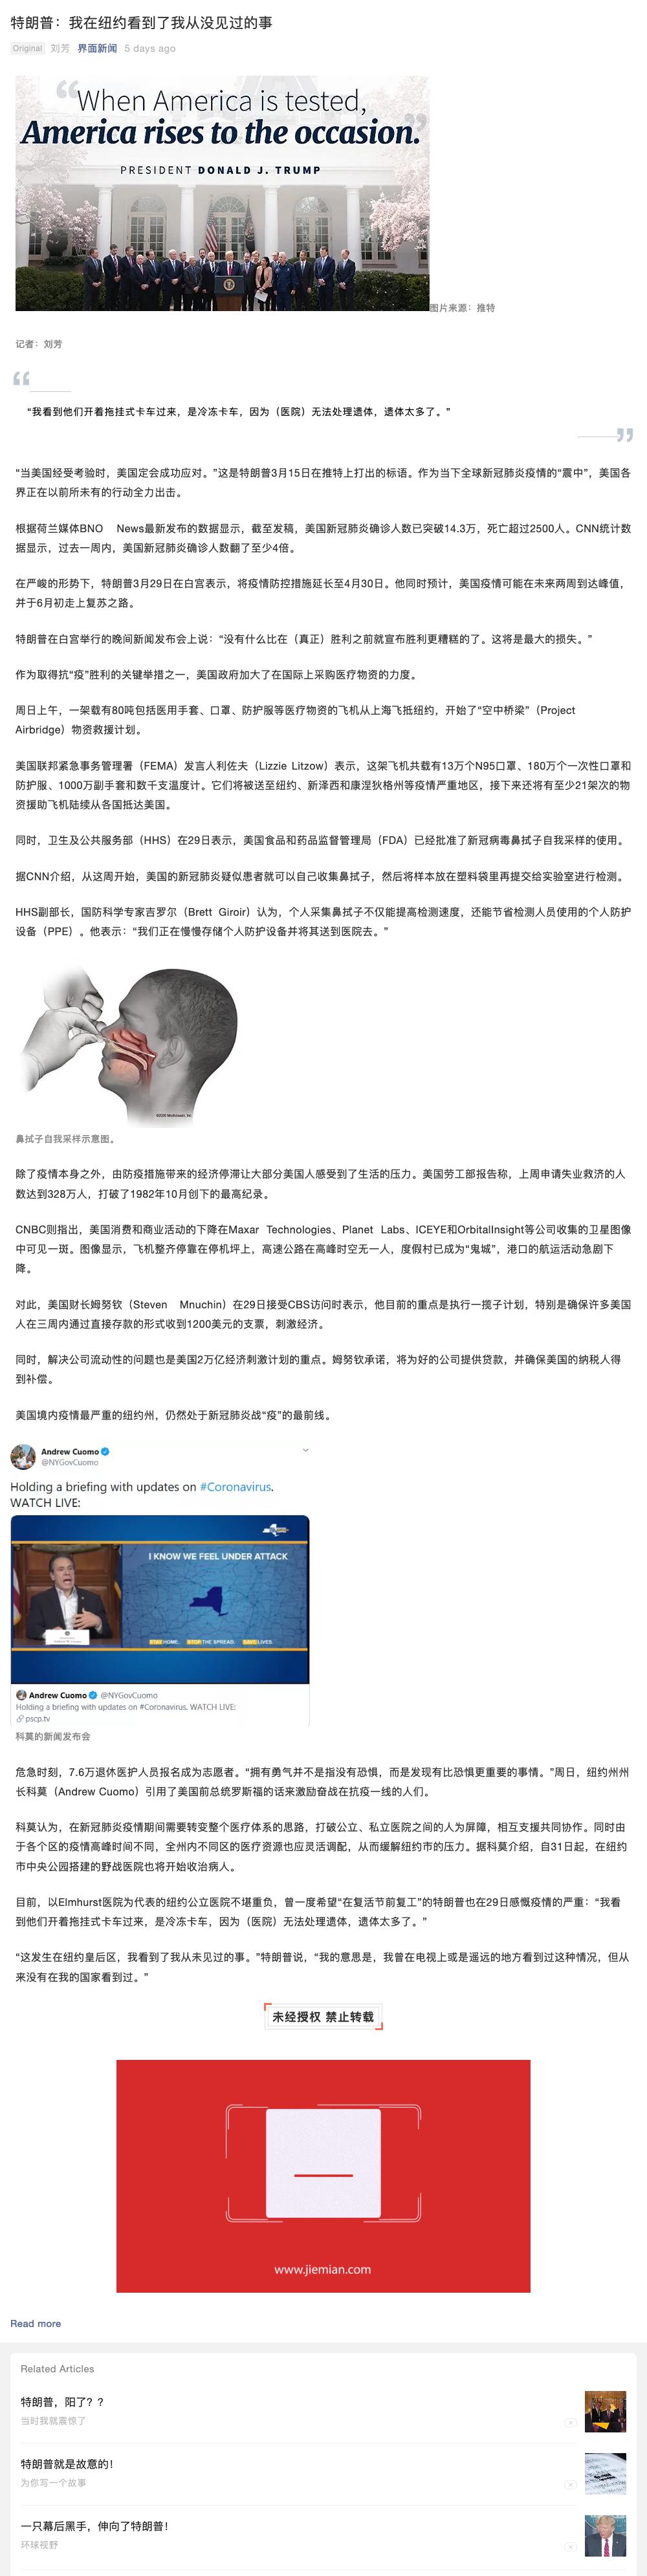 特朗普：我在纽约看到了我从没见过的事
Original 刘芳 界面新闻 5 days ago
“When America is tested,
America rises to the occasion.”
PRESIDENT DONALD J. TRUMP
图片来源：推特
记者：刘芳
“我看到他们开着拖挂式卡车过来，是冷冻卡车，因为（医院）无法处理遗体，遗体太多了。”
“当美国经受考验时，美国定会成功应对。”这是特朗普3月15日在推特上打出的标语。作为当下全球新冠肺炎疫情的“震中”，美国各
界正在以前所未有的行动全力出击。
根据荷兰媒体BNO News最新发布的数据显示，截至发稿，美国新冠肺炎确诊人数已突破14.3万，死亡超过2500人。CNN统计数
据显示，过去一周内，美国新冠肺炎确诊人数翻了至少4倍。
在严峻的形势下，特朗普3月29日在白宫表示，将疫情防控措施延长至4月30日。他同时预计，美国疫情可能在未来两周到达峰值，
并于6月初走上复苏之路。
特朗普在白宫举行的晚间新闻发布会上说：“没有什么比在（真正）胜利之前就宣布胜利更糟糕的了。这将是最大的损失。”
作为取得抗“疫”胜利的关键举措之一，美国政府加大了在国际上采购医疗物资的力度。
周日上午，一架载有80吨包括医用手套、口罩、防护服等医疗物资的飞机从上海飞抵纽约，开始了“空中桥梁”（Project
Airbridge）物资救援计划。
美国联邦紧急事务管理署（FEMA）发言人利佐夫（Lizzie Litzow）表示，这架飞机共载有13万个N95口罩、180万个一次性口罩和
防护服、1000万副手套和数千支温度计。它们将被送至纽约、新泽西和康涅狄格州等疫情严重地区，接下来还将有至少21架次的物
资援助飞机陆续从各国抵达美国。
同时，卫生及公共服务部（HHS）在29日表示，美国食品和药品监督管理局（FDA）已经批准了新冠病毒鼻拭子自我采样的使用。
据CNN介绍，从这周开始，美国的新冠肺炎疑似患者就可以自己收集鼻拭子，然后将样本放在塑料袋里再提交给实验室进行检测。
HHS副部长，国防科学专家吉罗尔（Brett Giroir）认为，个人采集鼻拭子不仅能提高检测速度，还能节省检测人员使用的个人防护
设备（PPE）。他表示：“我们正在慢慢存储个人防护设备并将其送到医院去。”
鼻拭子自我采样示意图。
除了疫情本身之外，由防疫措施带来的经济停滞让大部分美国人感受到了生活的压力。美国劳工部报告称，上周申请失业救济的人
数达到328万人，打破了1982年10月创下的最高纪录。
CNBC则指出，美国消费和商业活动的下降在Maxar Technologies、Planet Labs、ICEYE和OrbitalInsight等公司收集的卫星图像
中可见一斑。图像显示，飞机整齐停靠在停机坪上，高速公路在高峰时空无一人，度假村已成为“鬼城”，港口的航运活动急剧下
降。
对此，美国财长姆努钦（Steven Mnuchin）在29日接受CBS访问时表示，他目前的重点是执行一揽子计划，特别是确保许多美国
人在三周内通过直接存款的形式收到1200美元的支票，刺激经济。
同时，解决公司流动性的问题也是美国2万亿经济刺激计划的重点。姆努钦承诺，将为好的公司提供贷款，并确保美国的纳税人得
到补偿。
美国境内疫情最严重的纽约州，仍然处于新冠肺炎战“疫”的最前线。
Andrew Cuomo
@NYGovCuomo
Holding a briefing with updates on #Coronavirus.
WATCH LIVE:
I KNOW WE FEEL UNDER ATTACK
STAY HOME. STOP THE SPREAD. SAVE LIVES.
Andrew Cuomo @NYGovCuomo
Holding a briefing with updates on #Coronavirus. WATCH LIVE:
pscp.tv
科莫的新闻发布会
危急时刻，7.6万退休医护人员报名成为志愿者。“拥有勇气并不是指没有恐惧，而是发现有比恐惧更重要的事情。”周日，纽约州州
长科莫（Andrew Cuomo）引用了美国前总统罗斯福的话来激励奋战在抗疫一线的人们。
科莫认为，在新冠肺炎疫情期间需要转变整个医疗体系的思路，打破公立、私立医院之间的人为屏障，相互支援共同协作。同时由
于各个区的疫情高峰时间不同，全州内不同区的医疗资源也应灵活调配，从而缓解纽约市的压力。据科莫介绍，自31日起，在纽约
市中央公园搭建的野战医院也将开始收治病人。
目前，以Elmhurst医院为代表的纽约公立医院不堪重负，曾一度希望“在复活节前复工”的特朗普也在29日感慨疫情的严重：“我看
到他们开着拖挂式卡车过来，是冷冻卡车，因为（医院）无法处理遗体，遗体太多了。”
“这发生在纽约皇后区，我看到了我从未见过的事。”特朗普说，“我的意思是，我曾在电视上或是遥远的地方看到过这种情况，但从
来没有在我的国家看到过。”
未经授权 禁止转载
www.jiemian.com
Read more
Related Articles
特朗普，阳了？？
当时我就震惊了
特朗普就是故意的！
为你写一个故事
一只幕后黑手，伸向了特朗普！
环球视野